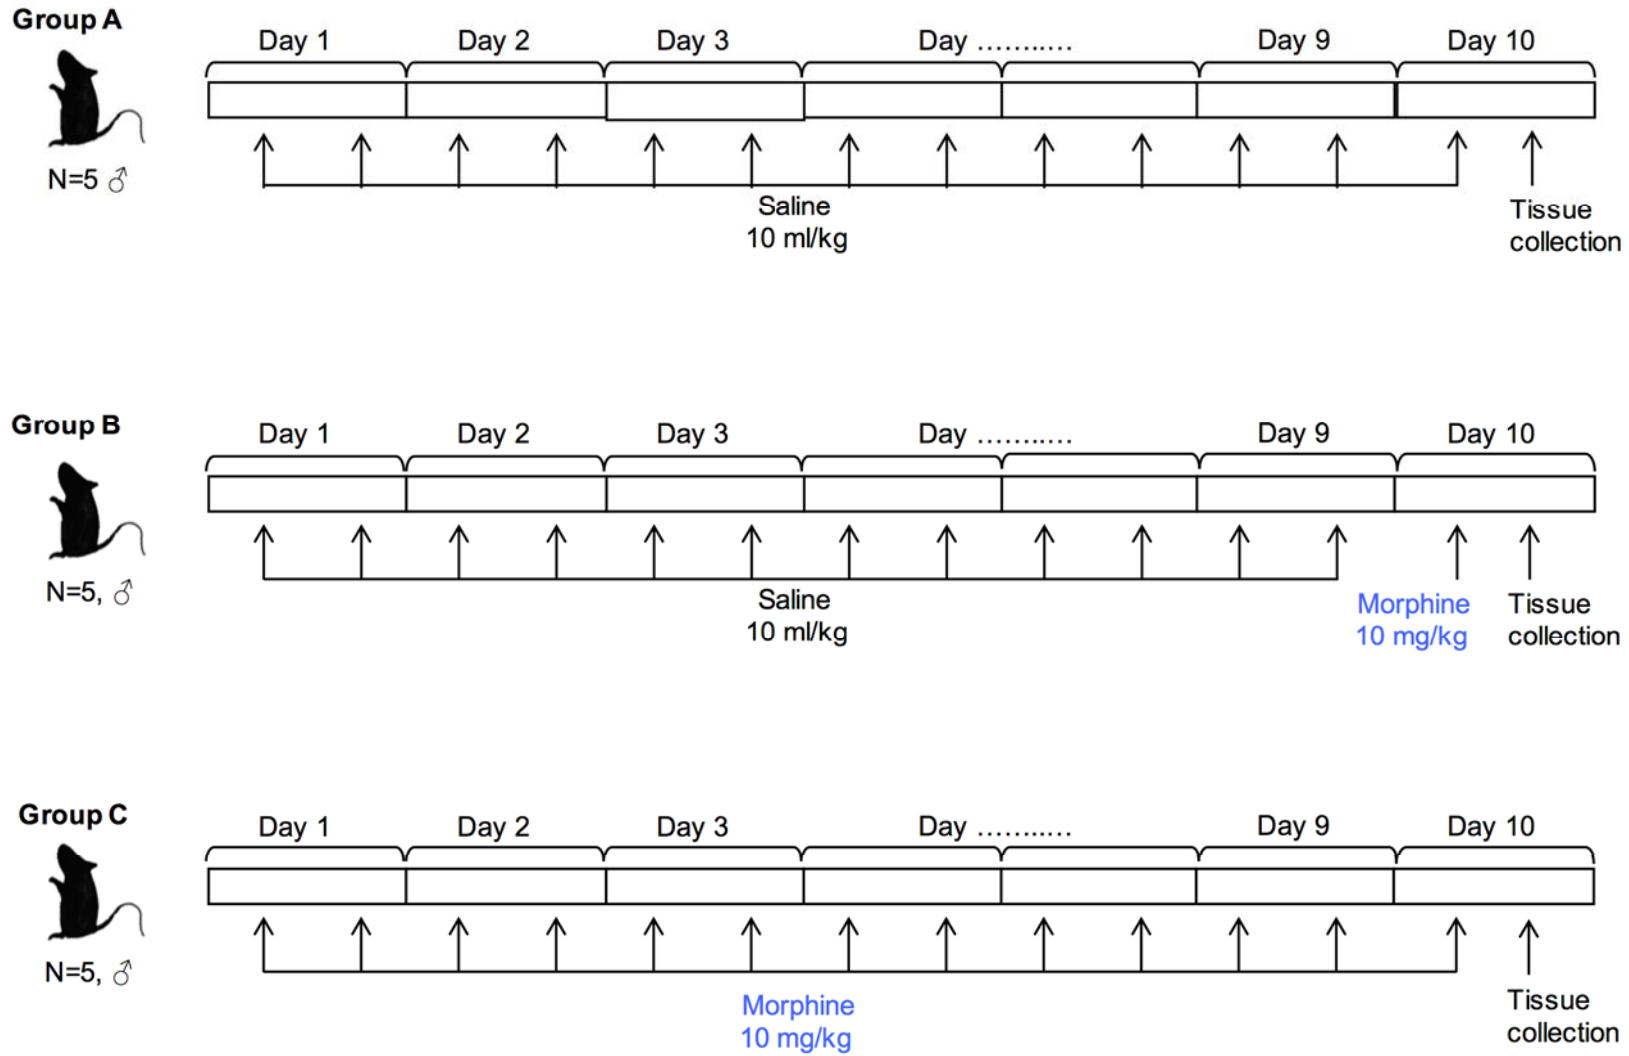 Group A
Day 1 Day 2 Day 3 Day ........... Day 9 Day 10
N=5 ♂
Saline
10 ml/kg
Tissue
collection
Group B
Day 1 Day 2 Day 3 Day ........... Day 9 Day 10
N=5, ♂
Saline
10 ml/kg
Morphine
10 mg/kg
Tissue
collection
Group C
Day 1 Day 2 Day 3 Day ........... Day 9 Day 10
N=5, ♂
Morphine
10 mg/kg
Tissue
collection